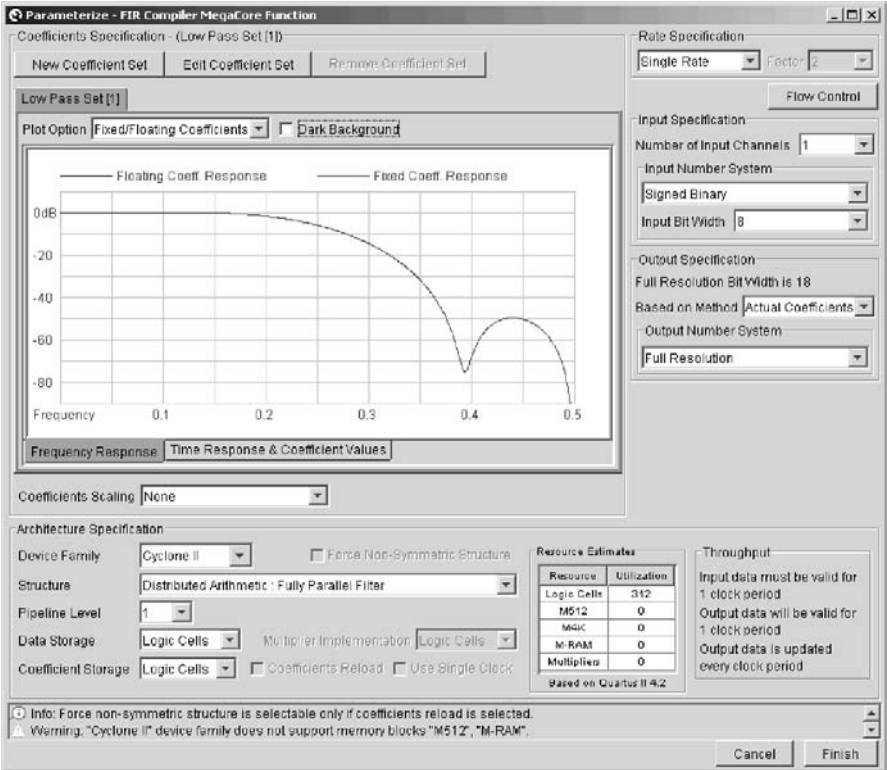 Parameterize - FIR Compiler MegaCore Function
Coefficients Specification - (Low Pass Set [1])
New Coefficient Set
Edit Coefficient Set
Remove Coefficient Set
Low Pass Set [1]
Plot Option
Fixed/Floating Coefficients
Dark Background
Floating Coeff. Response
Fixed Coeff. Response
0dB
-20
-40
-60
-80
Frequency 0.1 0.2 0.3 0.4 0.5
Frequency Response
Time Response & Coefficient Values
Coefficients Scaling None
Rate Specification
Single Rate
Factor 2
Flow Control
Input Specification
Number of Input Channels 1
Input Number System
Signed Binary
Input Bit Width 8
Output Specification
Full Resolution Bit Width is 18
Based on Method Actual Coefficients
Output Number System
Full Resolution
Architecture Specification
Device Family Cyclone II
Force Non-Symmetric Structure
Structure Distributed Arithmetic : Fully Parallel Filter
Pipeline Level 1
Data Storage Logic Cells
Multiplier Implementation Logic Cells
Coefficient Storage Logic Cells
Coefficients Reload
Use Single Clock
Resource Estimates
Resource Utilization
Logic Cells 312
M512 0
M4K 0
M-RAM 0
Multipliers 0
Based on Quartus II 4.2
Throughput
Input data must be valid for
1 clock period
Output data will be valid for
1 clock period
Output data is updated
every clock period
Info: Force non-symmetric structure is selectable only if coefficients reload is selected.
Warning: "Cyclone II" device family does not support memory blocks "M512", "M-RAM".
Cancel
Finish